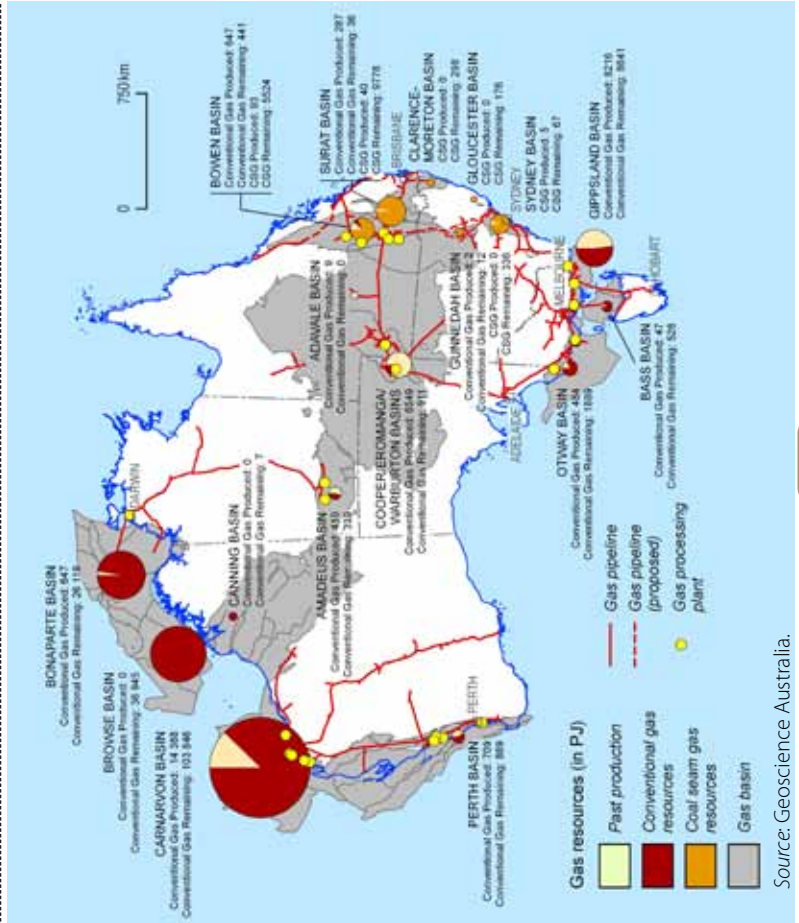 BONAPARTE BASIN
Conventional Gas Produced: 647
Conventional Gas Remaining: 26 118
BROWSE BASIN
Conventional Gas Produced: 0
Conventional Gas Remaining: 36 845
CARNARVON BASIN
Conventional Gas Produced: 14 388
Conventional Gas Remaining: 103 846
PERTH BASIN
Conventional Gas Produced: 709
Conventional Gas Remaining: 889
PERTH
DARWIN
CANNING BASIN
Conventional Gas Produced: 0
Conventional Gas Remaining: 7
AMADEUS BASIN
Conventional Gas Produced:
Conventional Gas Remaining:
ADAVALE BASIN
Conventional Gas Produced: 9
Conventional Gas Remaining: 0
COOPER/EROMANGA/
WARBURTON BASINS
Conventional Gas Produced: 6549
Conventional Gas Remaining:
BOWEN BASIN
Conventional Gas Produced: 647
Conventional Gas Remaining: 441
CSG Produced: 93
CSG Remaining: 5524
SURAT BASIN
Conventional Gas Produced: 287
Conventional Gas Remaining: 36
CSG Produced: 40
CSG Remaining: 9778
BRISBANE
CLARENCE-
MORETON BASIN
CSG Produced: 0
CSG Remaining: 298
GLOUCESTER BASIN
CSG Produced: 0
CSG Remaining: 176
SYDNEY
SYDNEY BASIN
CSG Produced: 5
CSG Remaining: 67
GUNNEDAH BASIN
Conventional Gas Produced: 2
Conventional Gas Remaining: 12
CSG Produced: 0
CSG Remaining: 336
GIPPSLAND BASIN
Conventional Gas Produced: 8216
Conventional Gas Remaining:
MELBOURNE
HOBART
ADELAIDE
BASS BASIN
Conventional Gas Produced: 47
Conventional Gas Remaining: 528
OTWAY BASIN
Conventional Gas Produced: 484
Conventional Gas Remaining:
0
750 km
Gas resources (in PJ)
Past production
Conventional gas
resources
Coal seam gas
resources
Gas basin
Gas pipeline
Gas pipeline
(proposed)
Gas processing
plant
Source: Geoscience Australia.